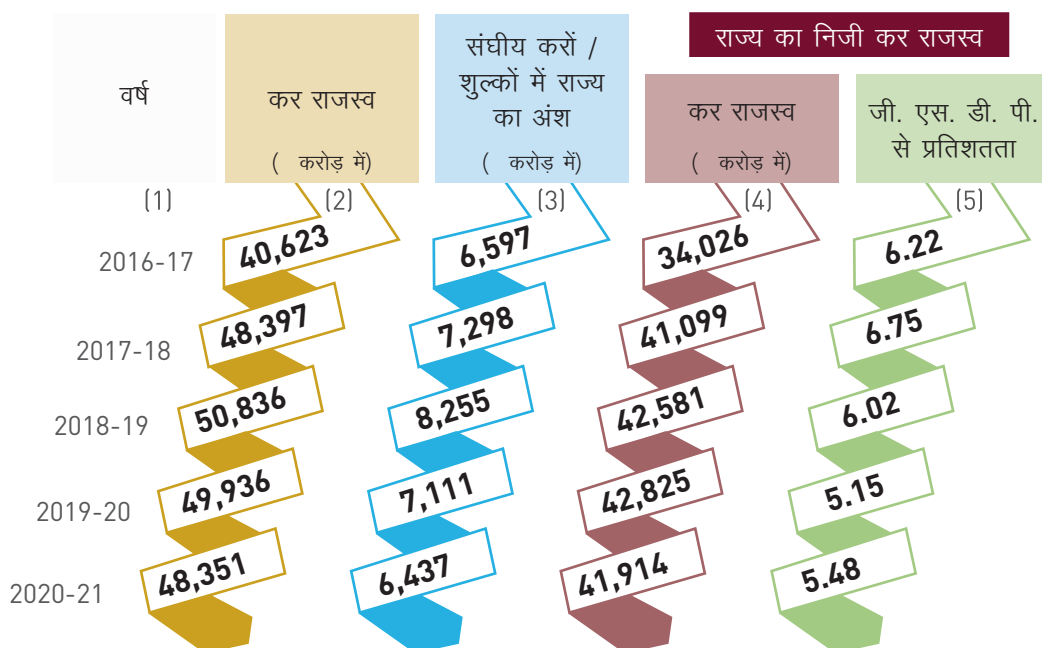 राज्य का निजी कर राजस्व
वर्ष
कर राजस्व
( करोड़ में)
संघीय करों /
शुल्कों में राज्य
का अंश
( करोड़ में)
कर राजस्व
( करोड़ में)
जी. एस. डी. पी.
से प्रतिशतता
(1) (2) (3) (4) (5)
2016-17 40,623 6,597 34,026 6.22
2017-18 48,397 7,298 41,099 6.75
2018-19 50,836 8,255 42,581 6.02
2019-20 49,936 7,111 42,825 5.15
2020-21 48,351 6,437 41,914 5.48